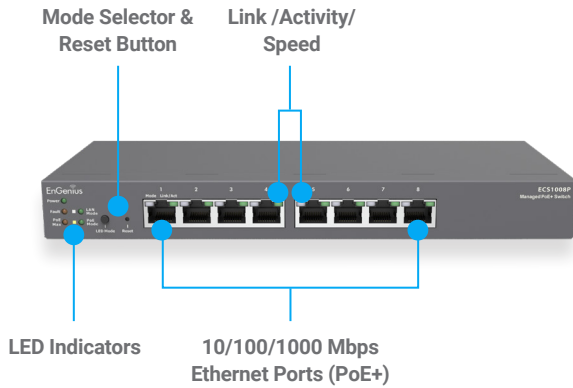 Mode Selector &
Reset Button
Link /Activity/
Speed
EnGenius
1 2 3 4 5 6 7 8
Mode Link/Act
ECS1008P
Managed PoE+ Switch
Power
Fault
LAN
Mode
PoE
Max
PoE
Mode
LED Mode
Reset
LED Indicators
10/100/1000 Mbps
Ethernet Ports (PoE+)